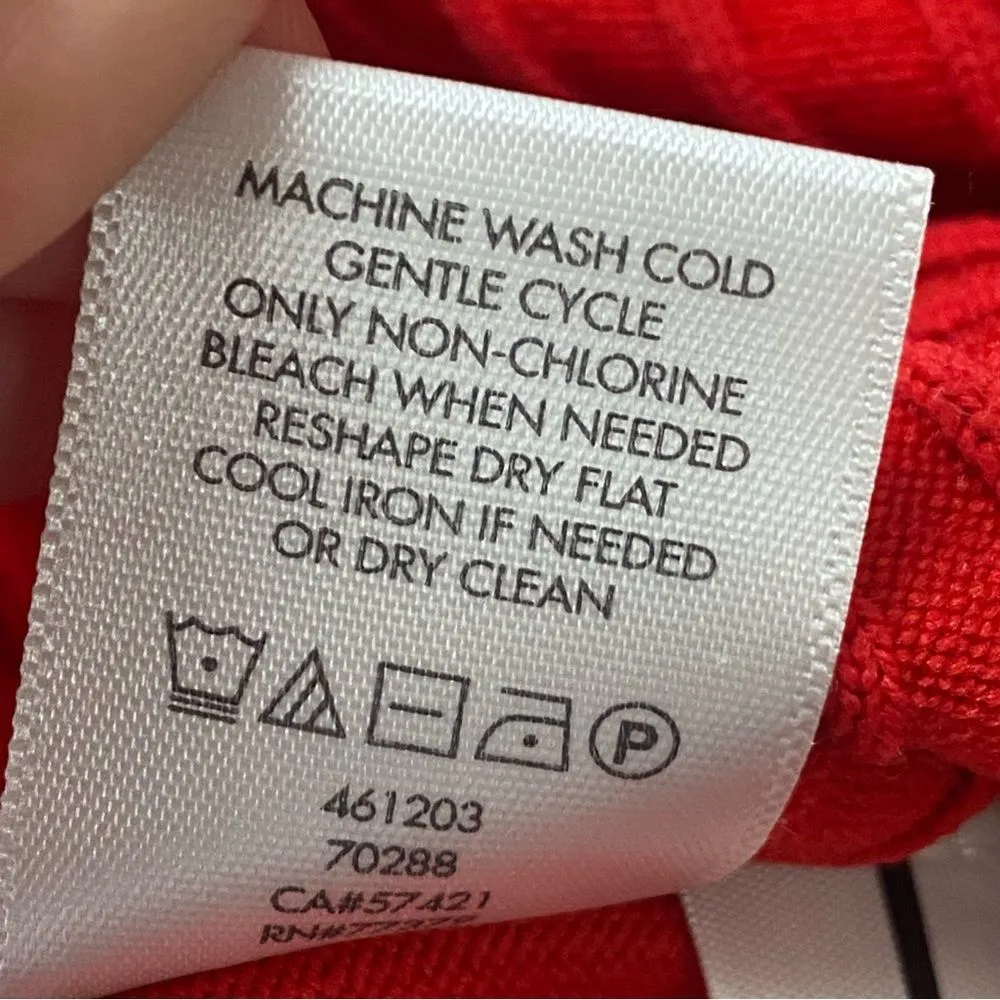 MACHINE WASH COLD
GENTLE CYCLE
ONLY NON-CHLORINE
BLEACH WHEN NEEDED
RESHAPE DRY FLAT
COOL IRON IF NEEDED
OR DRY CLEAN
P
461203
70288
CA#57421